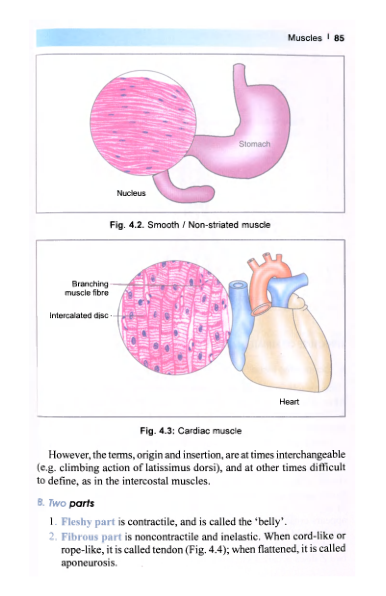 Muscles | 85
Stomach
Nucleus
Fig. 4.2. Smooth / Non-striated muscle
Branching
muscle fibre
Intercalated disc
Heart
Fig. 4.3: Cardiac muscle
However, the terms, origin and insertion, are at times interchangeable
(e.g. climbing action of latissimus dorsi), and at other times difficult
to define, as in the intercostal muscles.
B. Two parts
1. Fleshy part is contractile, and is called the ‘belly’.
2. Fibrous part is noncontractile and inelastic. When cord-like or
rope-like, it is called tendon (Fig. 4.4); when flattened, it is called
aponeurosis.